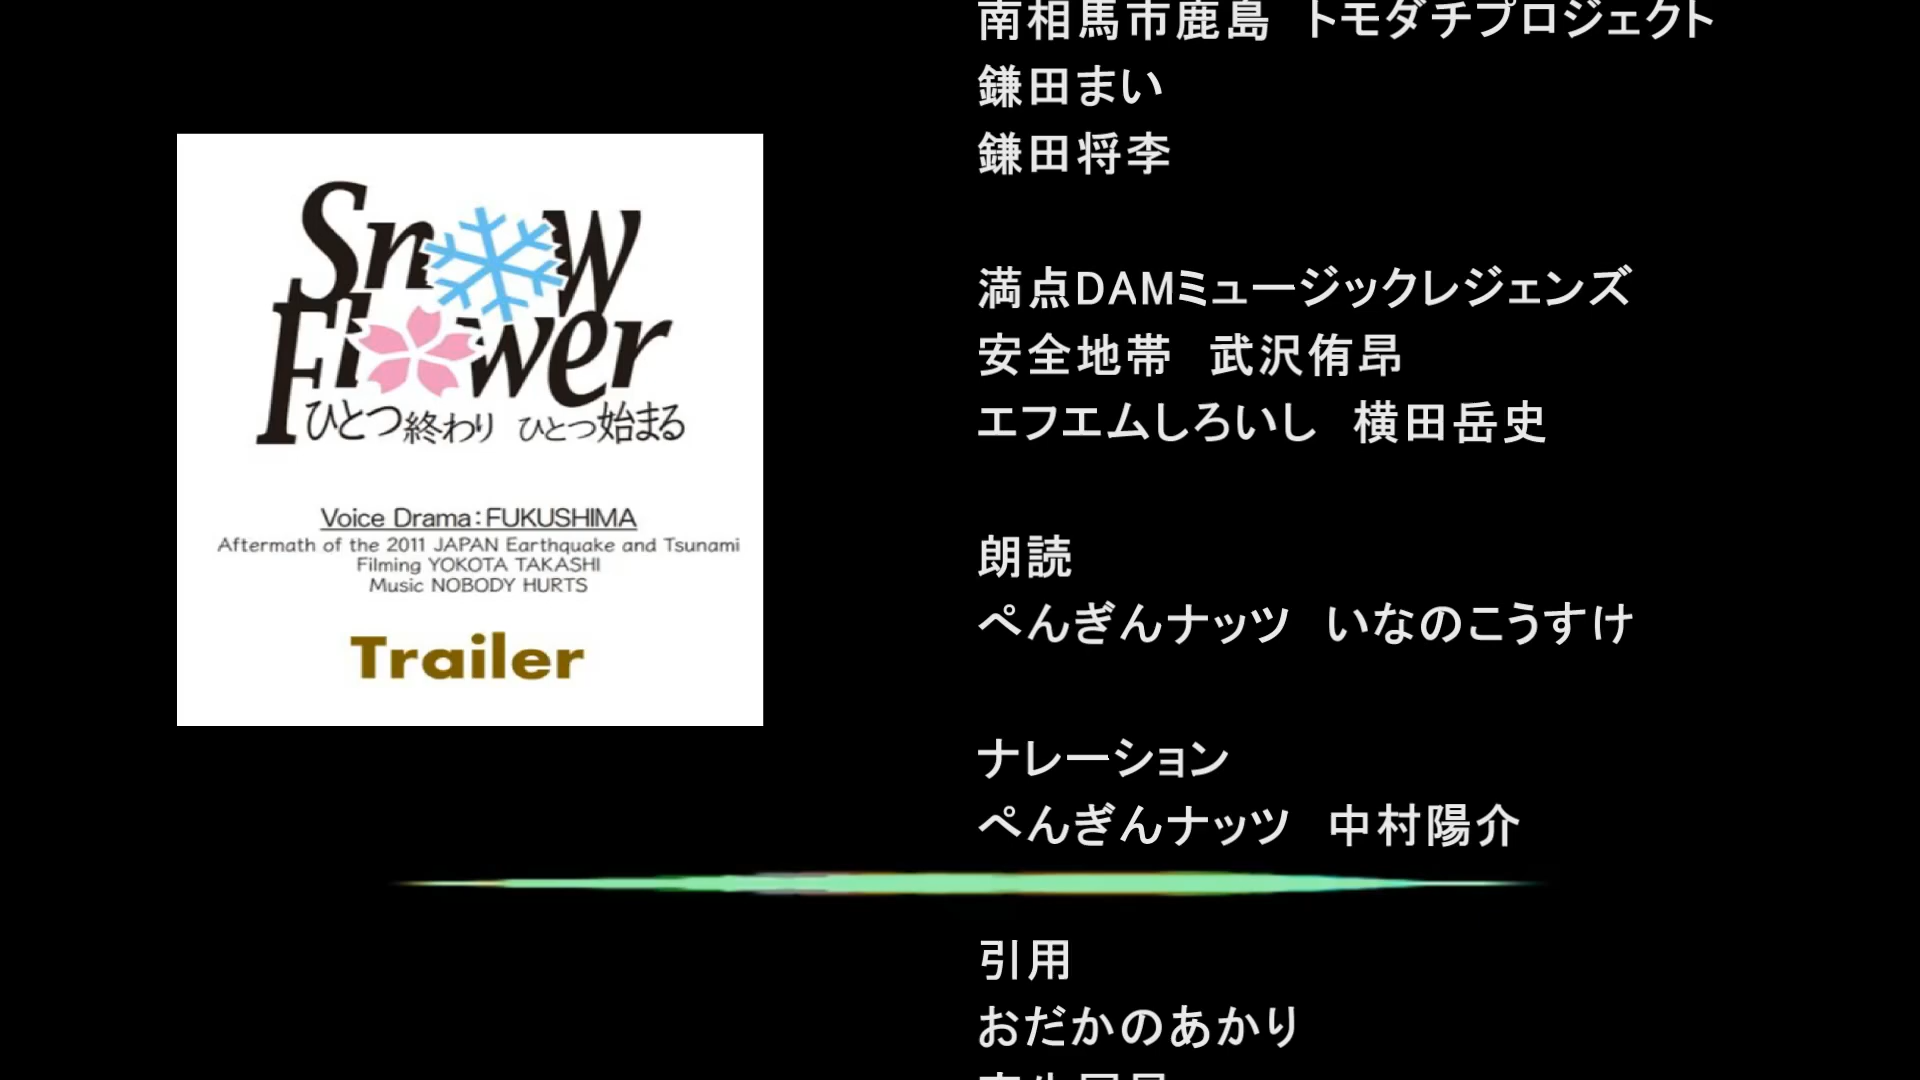 Snow
Flower
ひとつ終わり ひとつ始まる
Voice Drama：FUKUSHIMA
Aftermath of the 2011 JAPAN Earthquake and Tsunami
Filming YOKOTA TAKASHI
Music NOBODY HURTS
Trailer
南相馬市鹿島　トモダチプロジェクト
鎌田まい
鎌田将李
満点DAMミュージックレジェンズ
安全地帯　武沢侑昂
エフエムしろいし　横田岳史
朗読
ぺんぎんナッツ　いなのこうすけ
ナレーション
ぺんぎんナッツ　中村陽介
引用
おだかのあかり